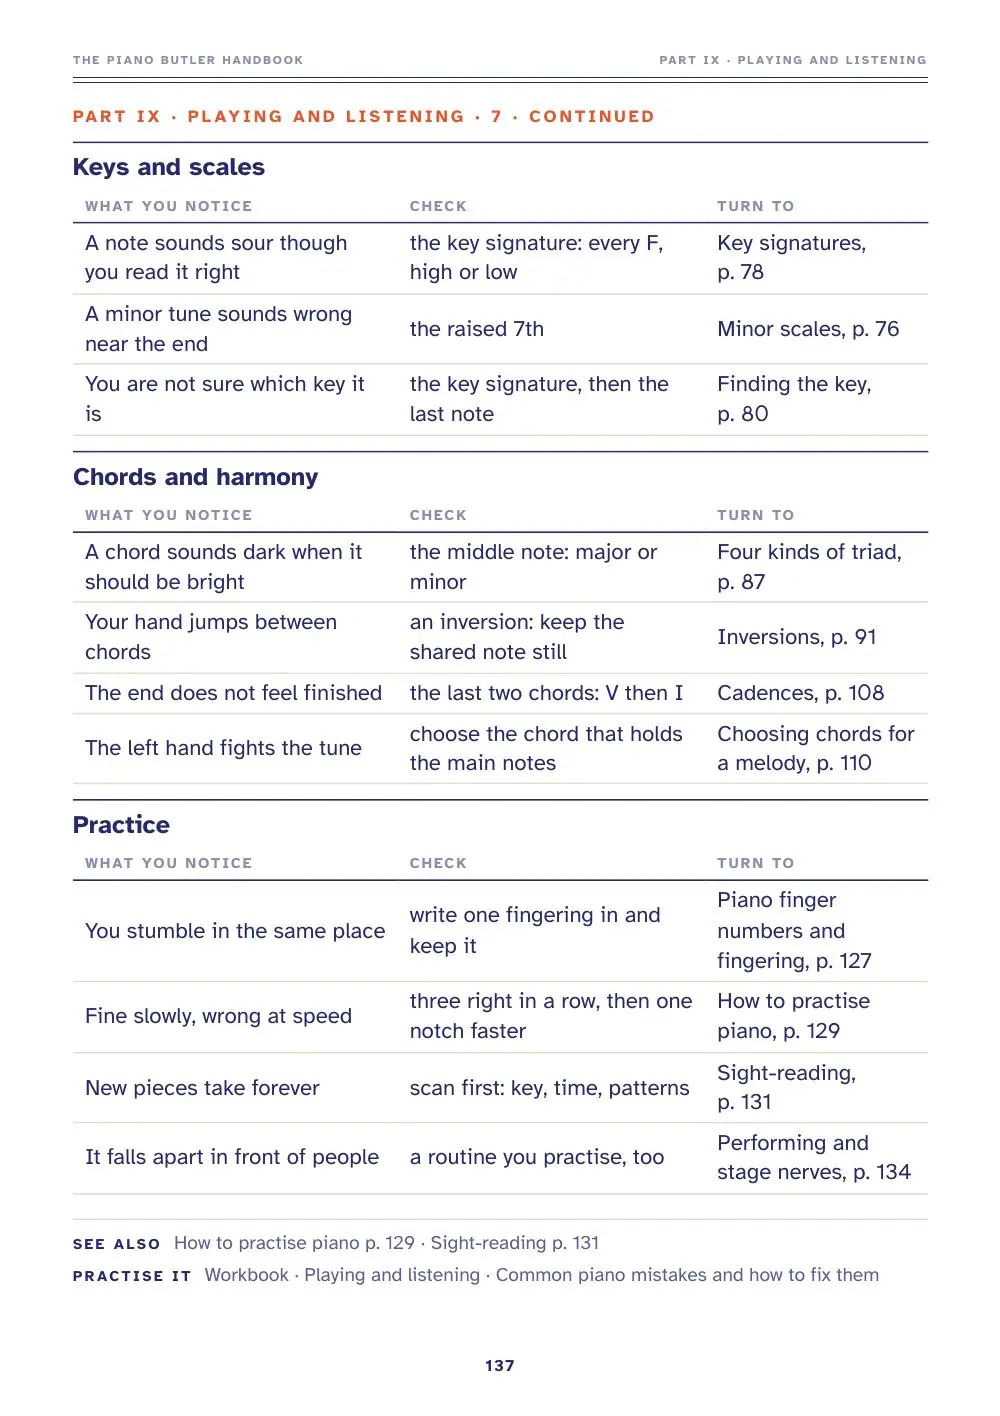 THE PIANO BUTLER HANDBOOK
PART IX · PLAYING AND LISTENING
PART IX · PLAYING AND LISTENING · 7 · CONTINUED
Keys and scales
WHAT YOU NOTICE CHECK TURN TO
A note sounds sour though
you read it right
the key signature: every F,
high or low
Key signatures,
p. 78
A minor tune sounds wrong
near the end
the raised 7th
Minor scales, p. 76
You are not sure which key it
is
the key signature, then the
last note
Finding the key,
p. 80
Chords and harmony
WHAT YOU NOTICE CHECK TURN TO
A chord sounds dark when it
should be bright
the middle note: major or
minor
Four kinds of triad,
p. 87
Your hand jumps between
chords
an inversion: keep the
shared note still
Inversions, p. 91
The end does not feel finished
the last two chords: V then I
Cadences, p. 108
The left hand fights the tune
choose the chord that holds
the main notes
Choosing chords for
a melody, p. 110
Practice
WHAT YOU NOTICE CHECK TURN TO
You stumble in the same place
write one fingering in and
keep it
Piano finger
numbers and
fingering, p. 127
Fine slowly, wrong at speed
three right in a row, then one
notch faster
How to practise
piano, p. 129
New pieces take forever
scan first: key, time, patterns
Sight-reading,
p. 131
It falls apart in front of people
a routine you practise, too
Performing and
stage nerves, p. 134
SEE ALSO How to practise piano p. 129 · Sight-reading p. 131
PRACTISE IT Workbook · Playing and listening · Common piano mistakes and how to fix them
137